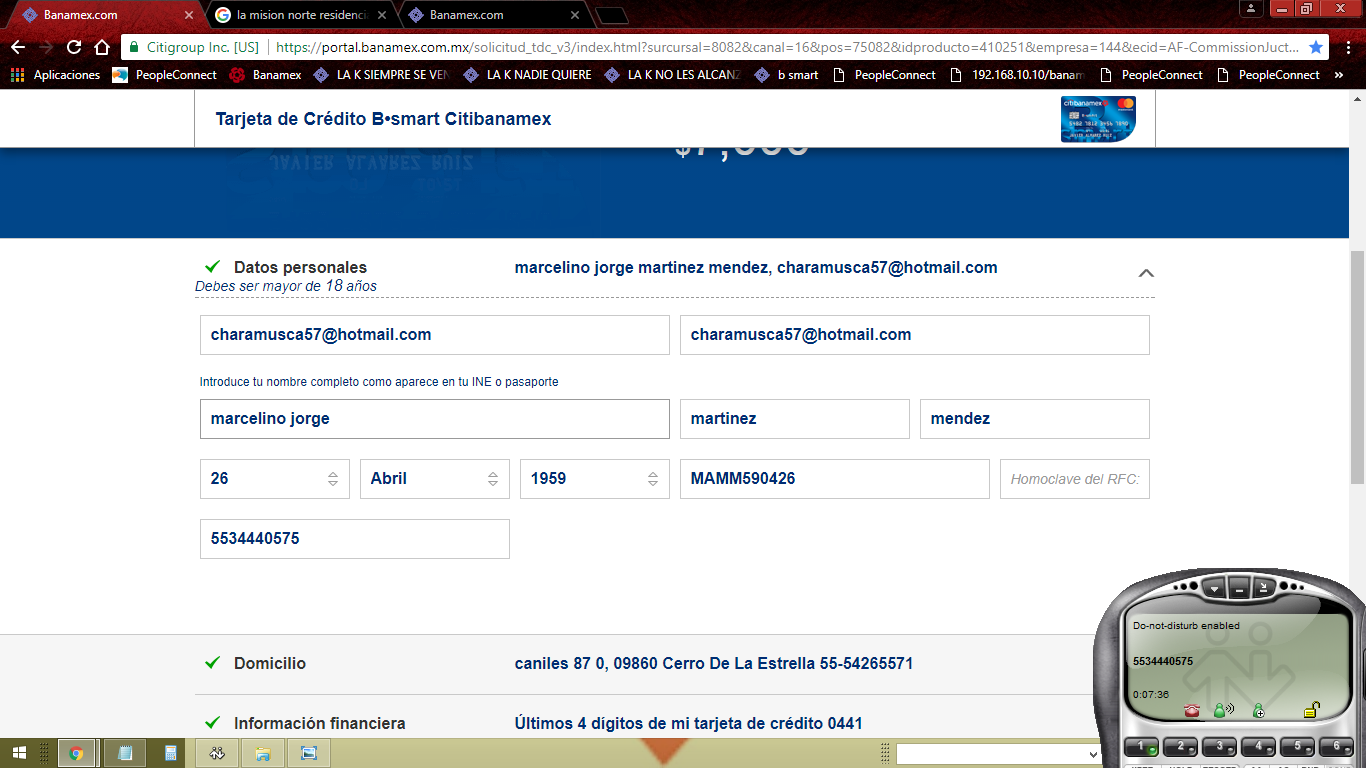 Banamex.com
la mision norte residenci
Banamex.com
Citigroup Inc. [US]
https://portal.banamex.com.mx/solicitud_tdc_v3/index.html?surcursal=8082&canal=16&pos=75082&idproducto=410251&empresa=144&ecid=AF-CommissionJuct...
Aplicaciones
PeopleConnect
Banamex
LA K SIEMPRE SE VEN
LA K NADIE QUIERE
LA K NO LES ALCANZ
b smart
PeopleConnect
192.168.10.10/banam
PeopleConnect
PeopleConnect
»
Tarjeta de Crédito B•smart Citibanamex
citibanamex
JAVIER ALVAREZ RUIZ
Datos personales
marcelino jorge martinez mendez, charamusca57@hotmail.com
Debes ser mayor de 18 años
charamusca57@hotmail.com
charamusca57@hotmail.com
Introduce tu nombre completo como aparece en tu INE o pasaporte
marcelino jorge
martinez
mendez
26
Abril
1959
MAMM590426
Homoclave del RFC:
5534440575
Domicilio
caniles 87 0, 09860 Cerro De La Estrella 55-54265571
Información financiera
Últimos 4 dígitos de mi tarjeta de crédito 0441
Do-not-disturb enabled
5534440575
0:07:36
1
2
3
4
5
6